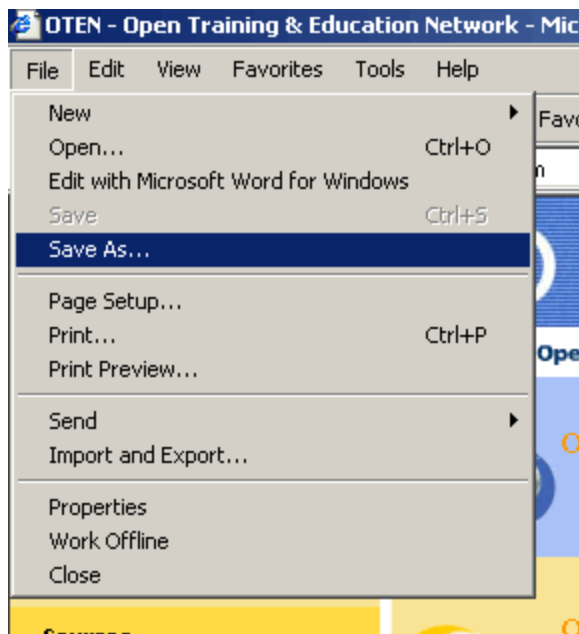 OTEN - Open Training & Education Network - Mic
File Edit View Favorites Tools Help
New
Favo
Open... Ctrl+O
Edit with Microsoft Word for Windows
Save Ctrl+S
Save As...
Page Setup...
Print... Ctrl+P
Print Preview...
Ope
Send
Import and Export...
Properties
Work Offline
Close